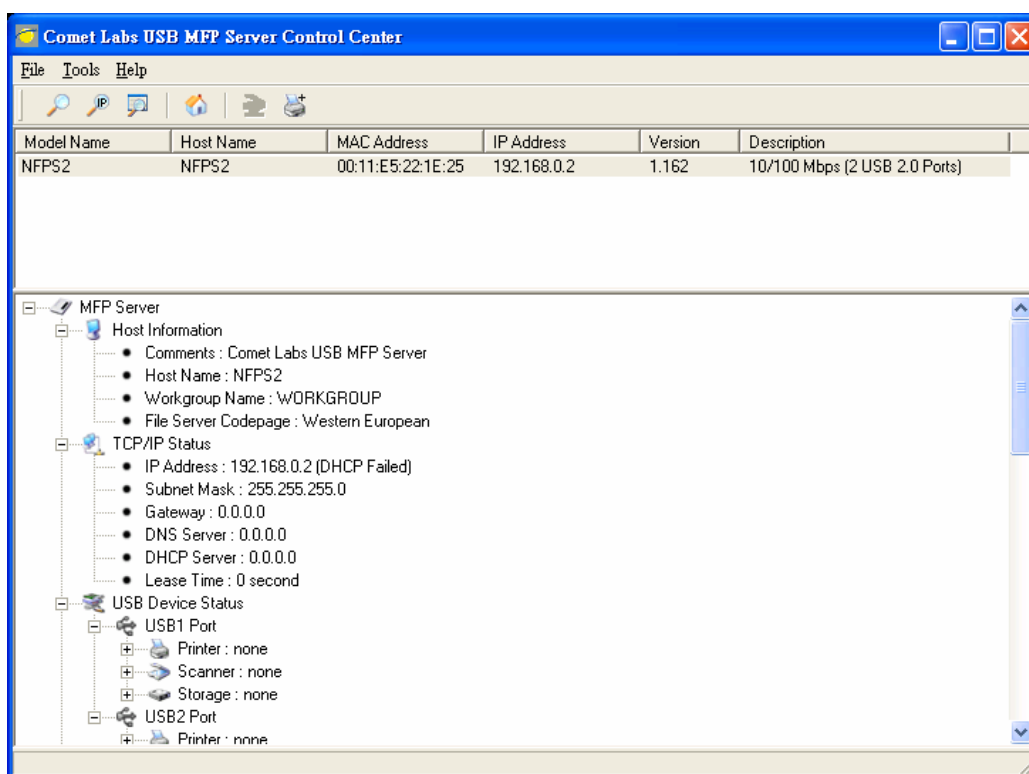 Comet Labs USB MFP Server Control Center
File Tools Help
IP
Model Name Host Name MAC Address IP Address Version Description
NFPS2 NFPS2 00:11:E5:22:1E:25 192.168.0.2 1.162 10/100 Mbps (2 USB 2.0 Ports)
MFP Server
Host Information
Comments : Comet Labs USB MFP Server
Host Name : NFPS2
Workgroup Name : WORKGROUP
File Server Codepage : Western European
TCP/IP Status
IP Address : 192.168.0.2 (DHCP Failed)
Subnet Mask : 255.255.255.0
Gateway : 0.0.0.0
DNS Server : 0.0.0.0
DHCP Server : 0.0.0.0
Lease Time : 0 second
USB Device Status
USB1 Port
Printer : none
Scanner : none
Storage : none
USB2 Port
Printer : none